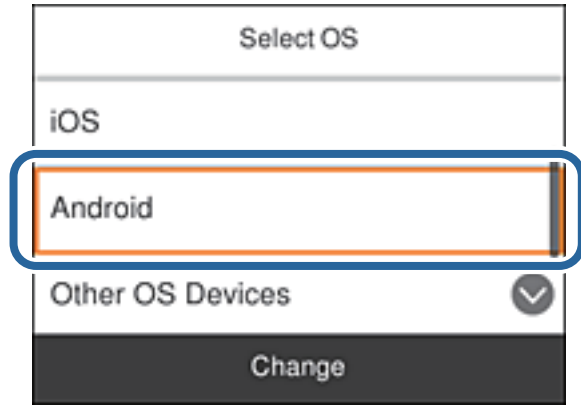 Select OS
iOS
Android
Other OS Devices
Change